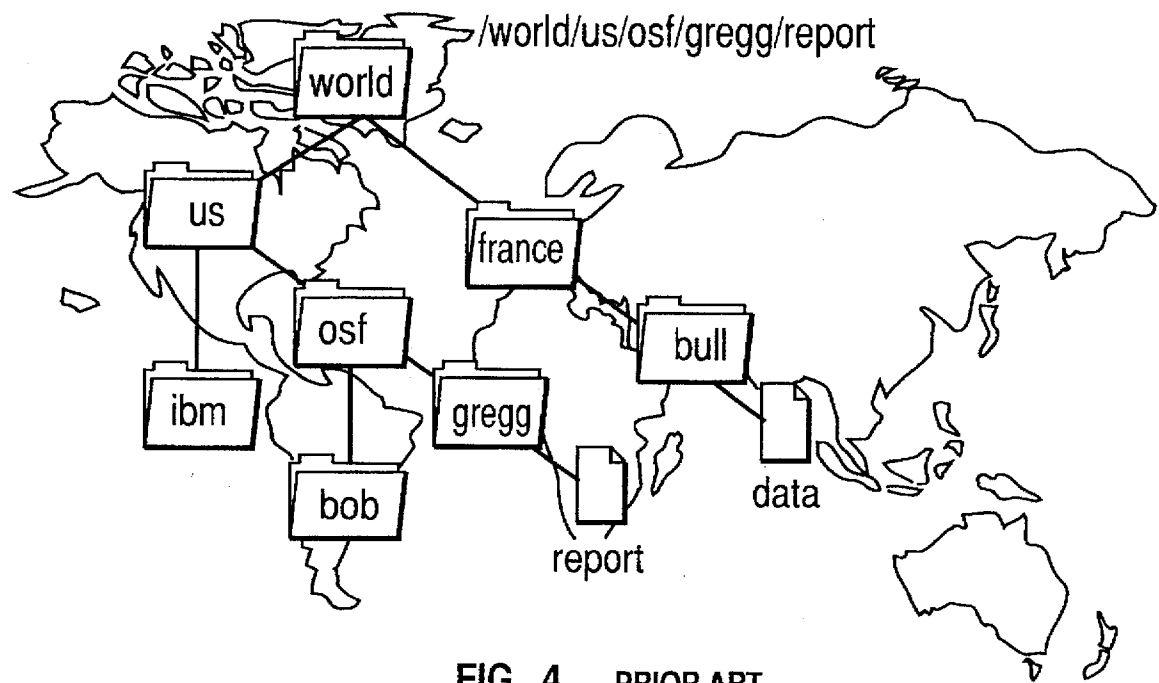 /world/us/osf/gregg/report
world
us
france
osf
bull
ibm
gregg
bob
data
report
FIG. 4 PRIOR ART